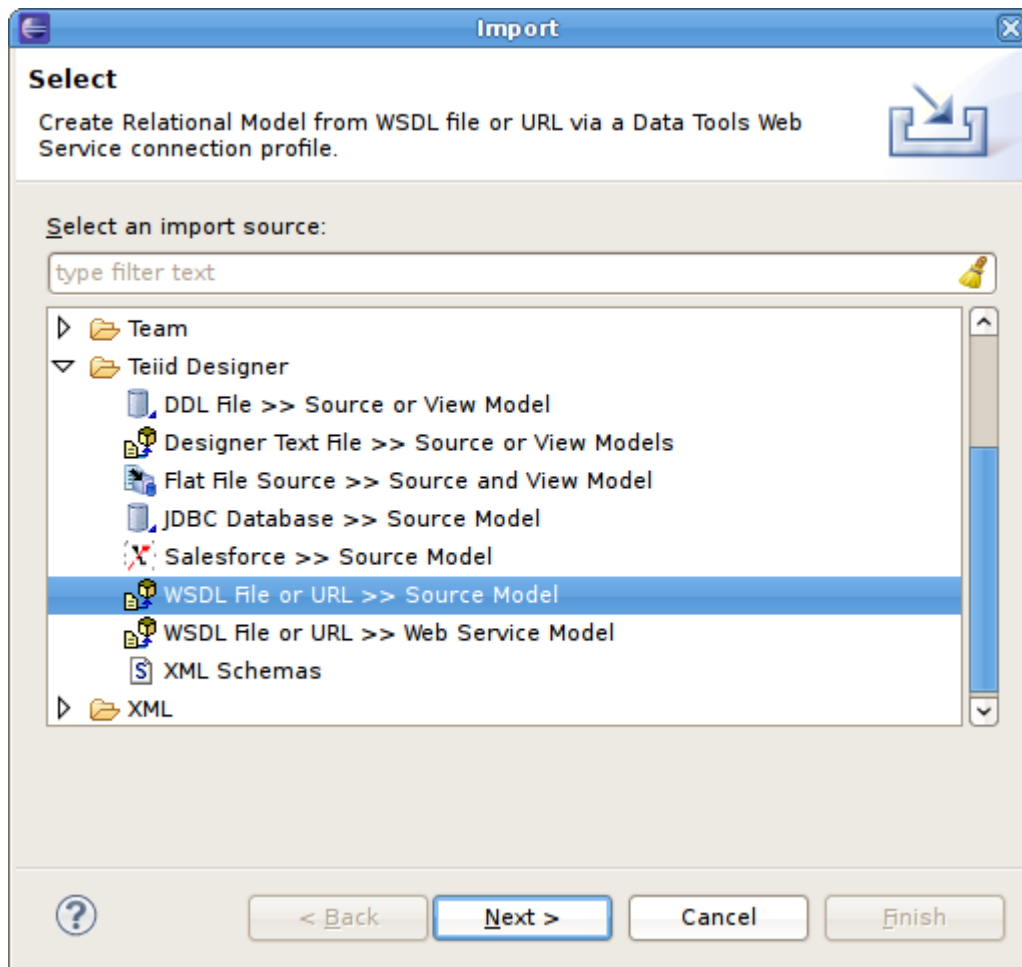 Import
Select
Create Relational Model from WSDL file or URL via a Data Tools Web
Service connection profile.
Select an import source:
type filter text
Team
Teiid Designer
DDL File >> Source or View Model
Designer Text File >> Source or View Models
Flat File Source >> Source and View Model
JDBC Database >> Source Model
Salesforce >> Source Model
WSDL File or URL >> Source Model
WSDL File or URL >> Web Service Model
XML Schemas
XML
< Back Next > Cancel Finish